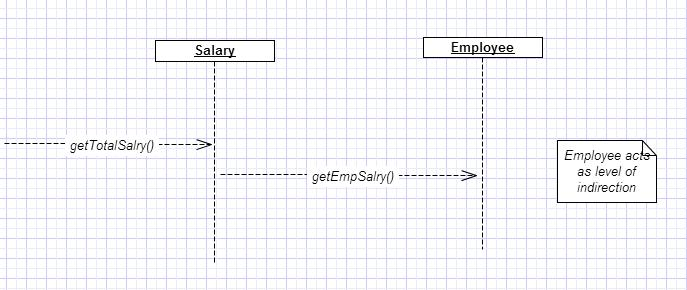 Salary
Employee
getTotalSalry()
getEmpSalry()
Employee acts
as level of
indirection